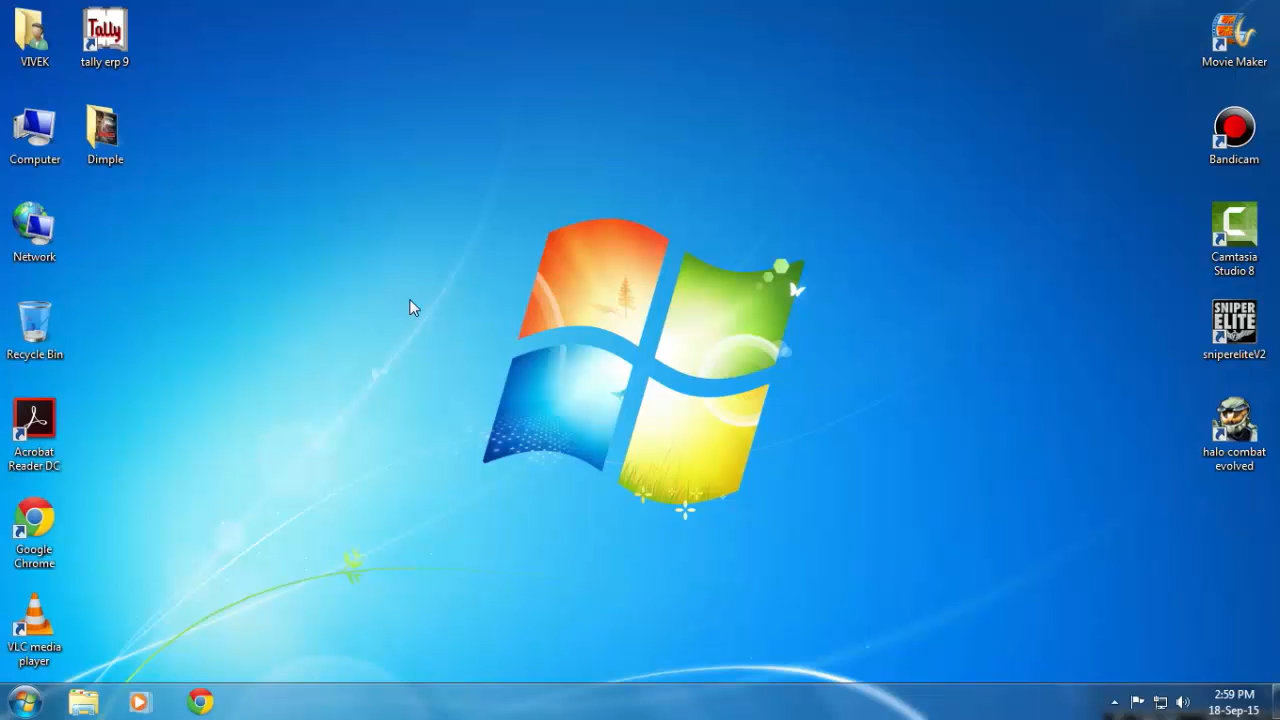 VIVEK
Tally
tally erp 9
Computer
Dimple
Network
Recycle Bin
Acrobat
Reader DC
Google
Chrome
VLC media
player
Movie Maker
Bandicam
Camtasia
Studio 8
SNIPER
ELITE
snipereliteV2
halo combat
evolved
2:59 PM
18-Sep-15